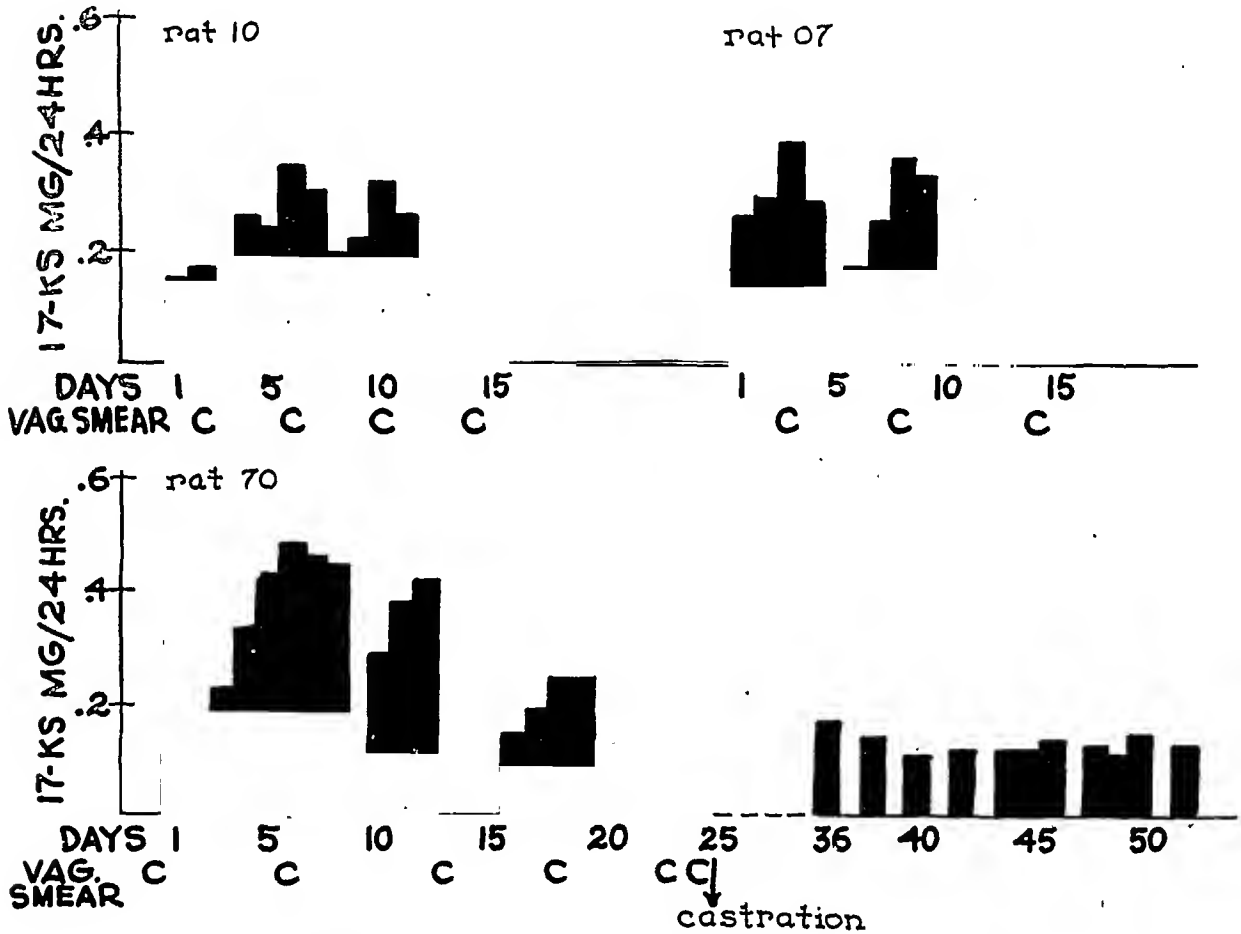 rat 10 rat 07
17-KS MG/24HRS.
.6
.4
.2
DAYS 1 5 10 15 1 5 10 15
VAG. SMEAR C C C C C C C
rat 70
17-KS MG/24HRS.
.6
.4
.2
DAYS 1 5 10 15 20 25 36 40 45 50
VAG. C C C C C C
SMEAR
castration